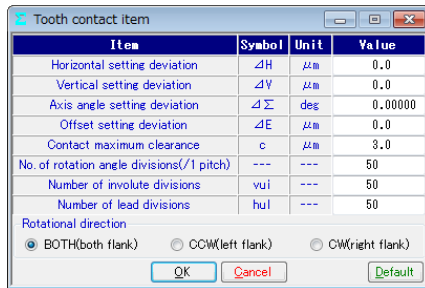 Tooth contact item
Item Symbol Unit Value
Horizontal setting deviation ⊿H μm 0.0
Vertical setting deviation ⊿V μm 0.0
Axis angle setting deviation ⊿Σ deg 0.00000
Offset setting deviation ⊿E μm 0.0
Contact maximum clearance c μm 3.0
No. of rotation angle divisions(/1 pitch) --- --- 50
Number of involute divisions vui --- 50
Number of lead divisions hul --- 50
Rotational direction
BOTH(both flank) CCW(left flank) CW(right flank)
OK Cancel Default